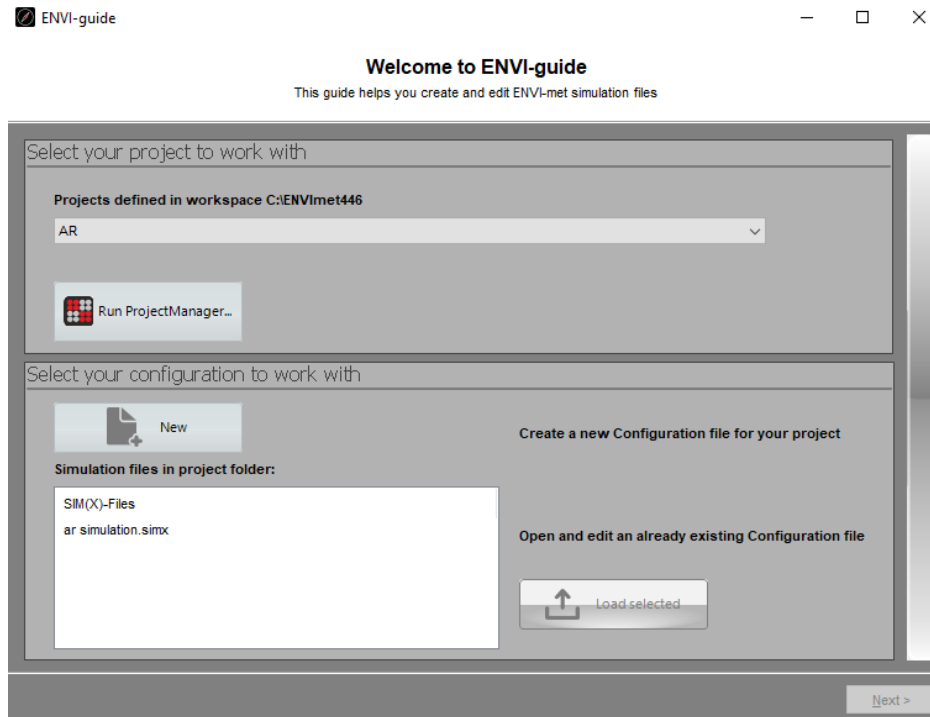 ENVI-guide
Welcome to ENVI-guide
This guide helps you create and edit ENVI-met simulation files
Select your project to work with
Projects defined in workspace C:\ENVImet446
AR
Run ProjectManager...
Select your configuration to work with
New
Create a new Configuration file for your project
Simulation files in project folder:
SIM(X)-Files
ar simulation.simx
Open and edit an already existing Configuration file
Load selected
Next >